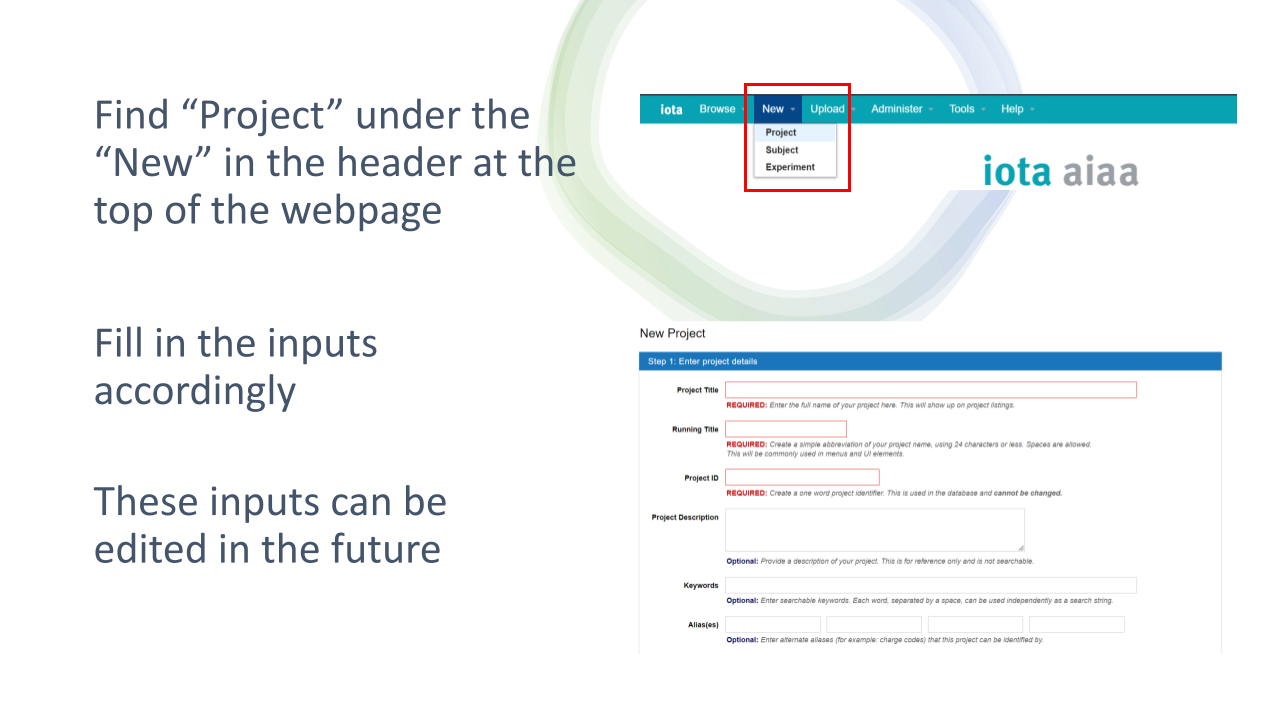 Find “Project” under the
“New” in the header at the
top of the webpage
Fill in the inputs
accordingly
These inputs can be
edited in the future
iota Browse New Upload Administer Tools Help
Project
Subject
Experiment
iota aiaa
New Project
Step 1: Enter project details
Project Title
REQUIRED: Enter the full name of your project here. This will show up on project listings.
Running Title
REQUIRED: Create a simple abbreviation of your project name, using 24 characters or less. Spaces are allowed.
This will be commonly used in menus and UI elements.
Project ID
REQUIRED: Create a one word project identifier. This is used in the database and cannot be changed.
Project Description
Optional: Provide a description of your project. This is for reference only and is not searchable.
Keywords
Optional: Enter searchable keywords. Each word, separated by a space, can be used independently as a search string.
Alias(es)
Optional: Enter alternate aliases (for example: charge codes) that this project can be identified by.